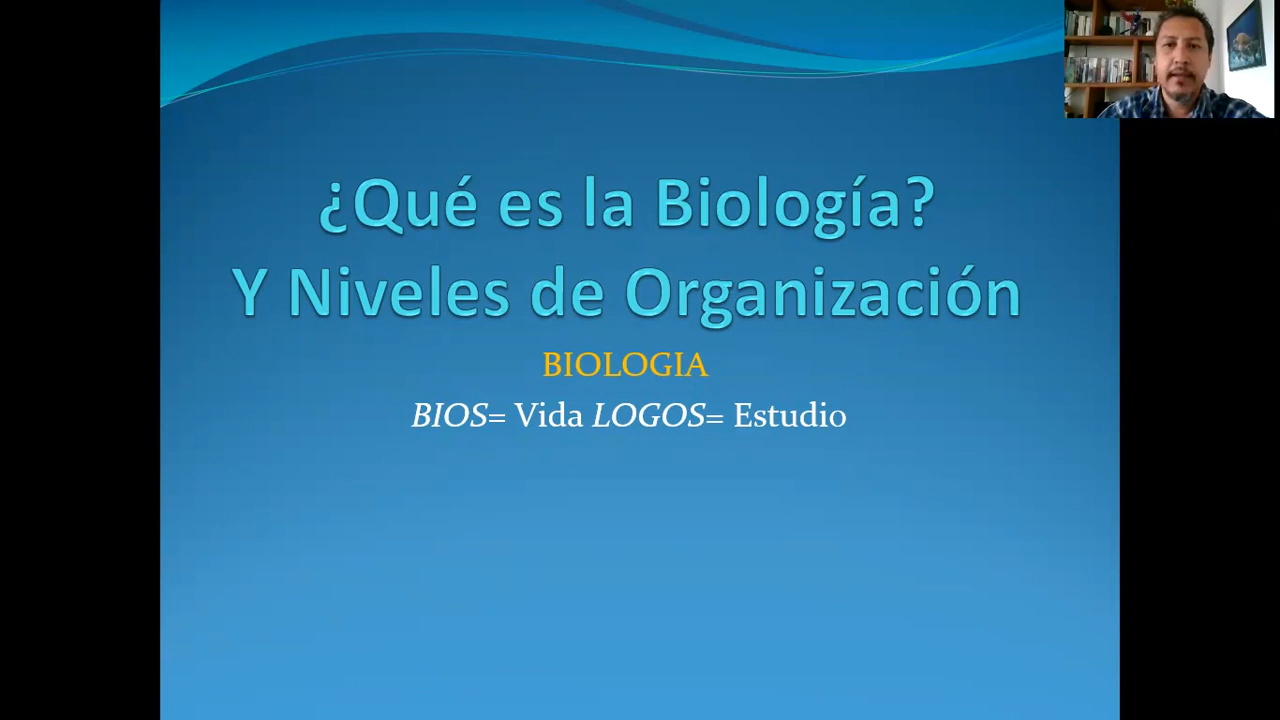 ¿Qué es la Biología?
Y Niveles de Organización
BIOLOGIA
BIOS= Vida LOGOS= Estudio